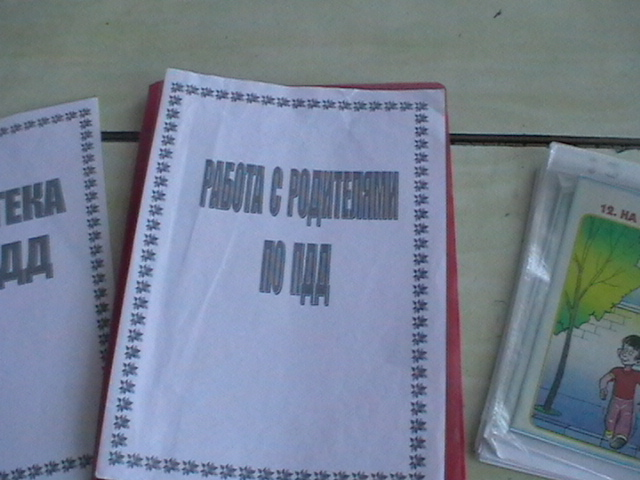 ТЕКА
ДД
РАБОТА С РОДИТЕЛЯМИ
ПО ПДД
12. НА